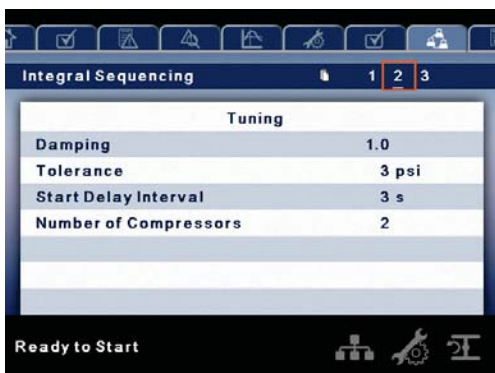 Integral Sequencing 1 2 3
Tuning
Damping 1.0
Tolerance 3 psi
Start Delay Interval 3 s
Number of Compressors 2
Ready to Start